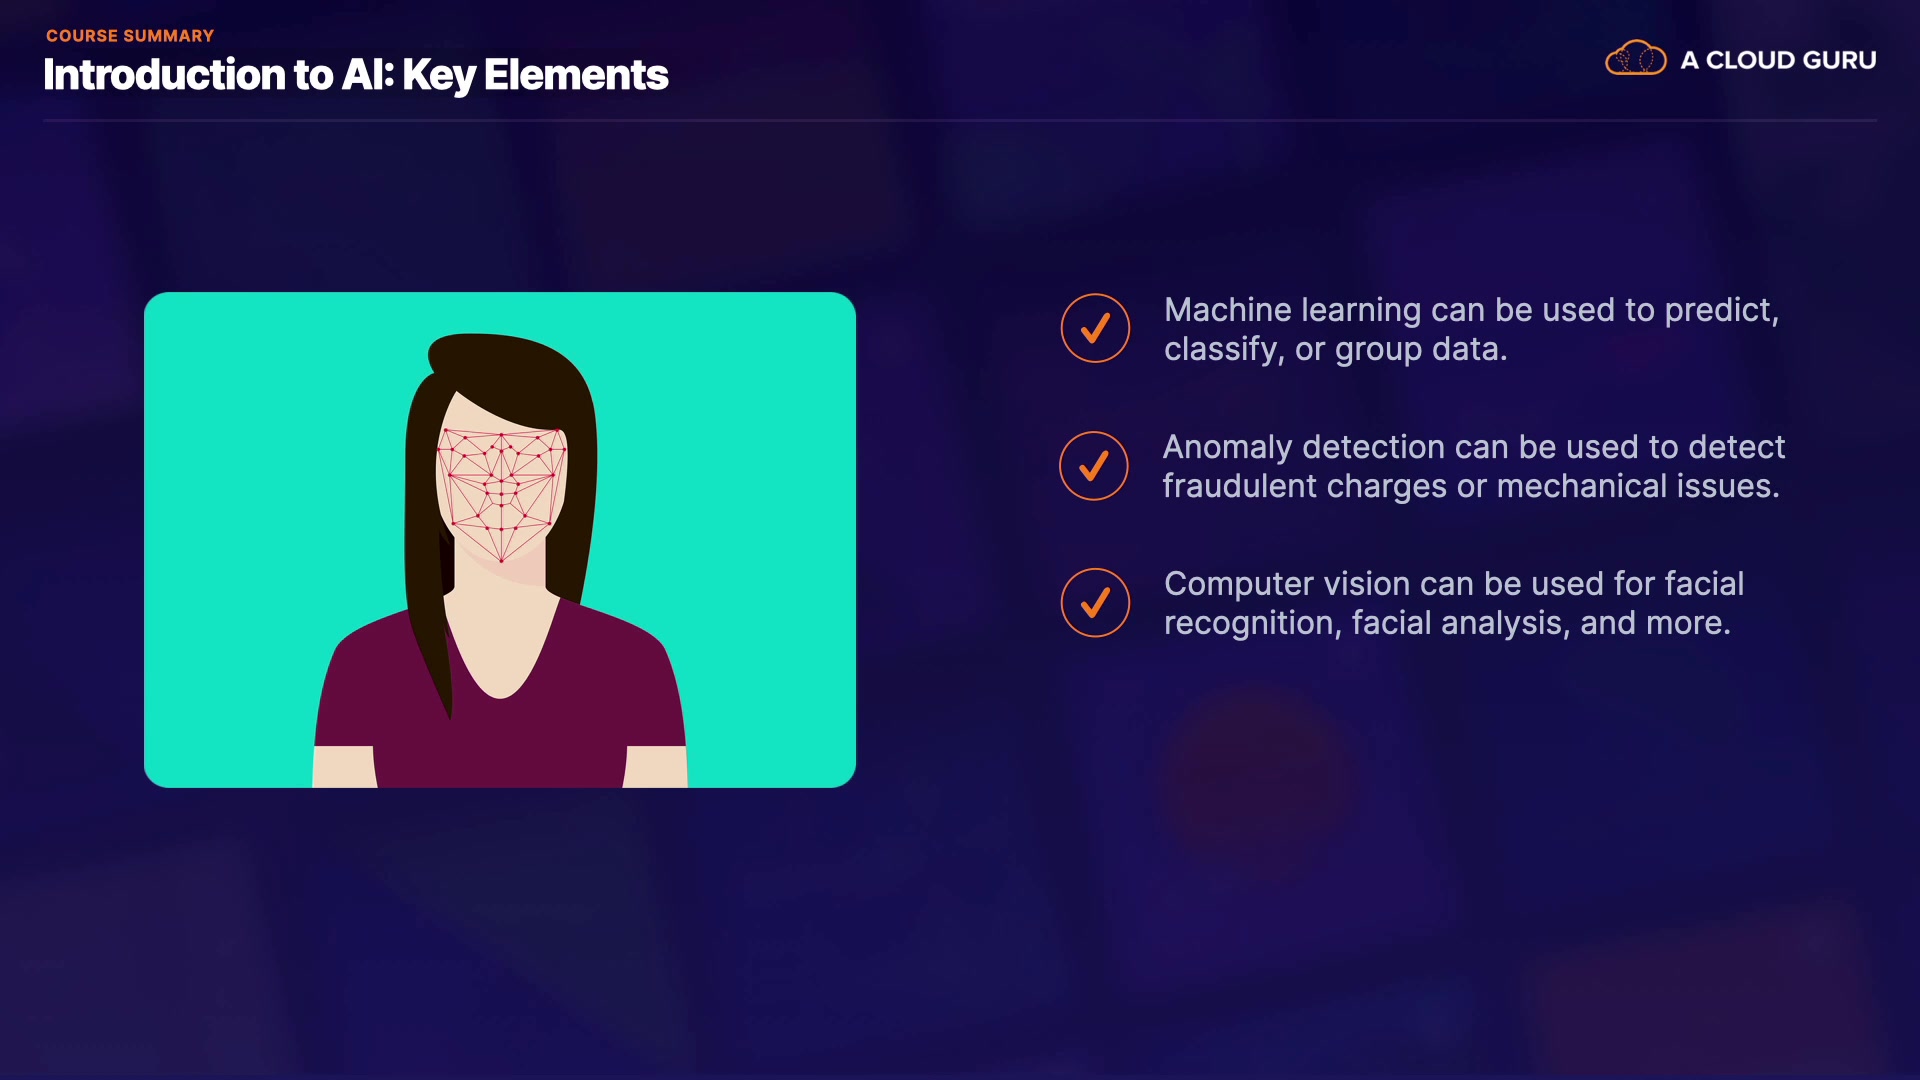 COURSE SUMMARY
Introduction to AI: Key Elements
A CLOUD GURU
Machine learning can be used to predict,
classify, or group data.
Anomaly detection can be used to detect
fraudulent charges or mechanical issues.
Computer vision can be used for facial
recognition, facial analysis, and more.